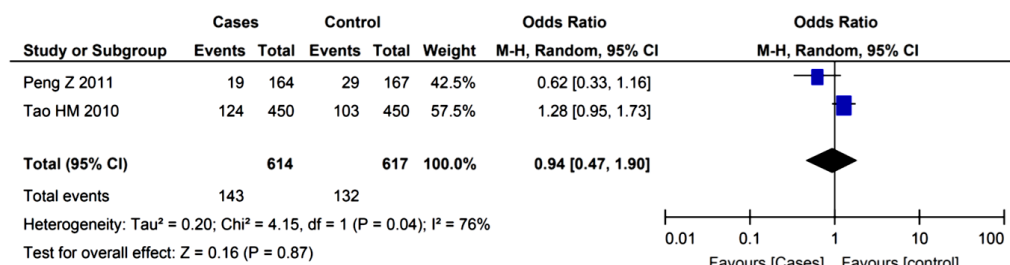 Cases Control Odds Ratio Odds Ratio
Study or Subgroup Events Total Events Total Weight M-H, Random, 95% CI M-H, Random, 95% CI
Peng Z 2011 19 164 29 167 42.5% 0.62 [0.33, 1.16]
Tao HM 2010 124 450 103 450 57.5% 1.28 [0.95, 1.73]
Total (95% CI) 614 617 100.0% 0.94 [0.47, 1.90]
Total events 143 132
Heterogeneity: Tau² = 0.20; Chi² = 4.15, df = 1 (P = 0.04); I² = 76%
Test for overall effect: Z = 0.16 (P = 0.87)
0.01 0.1 1 10 100
Favours [Cases] Favours [control]